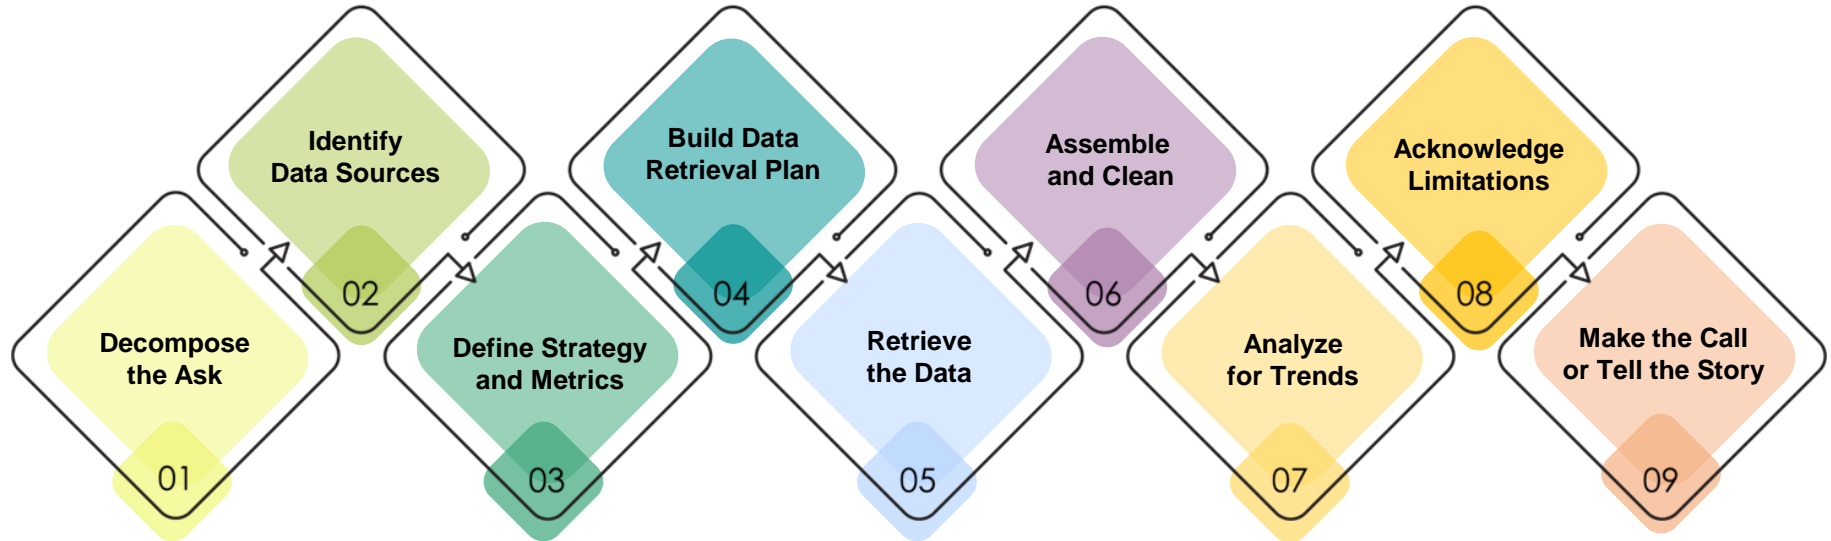 Decompose
the Ask
01
Identify
Data Sources
02
Define Strategy
and Metrics
03
Build Data
Retrieval Plan
04
Retrieve
the Data
05
Assemble
and Clean
06
Analyze
for Trends
07
Acknowledge
Limitations
08
Make the Call
or Tell the Story
09